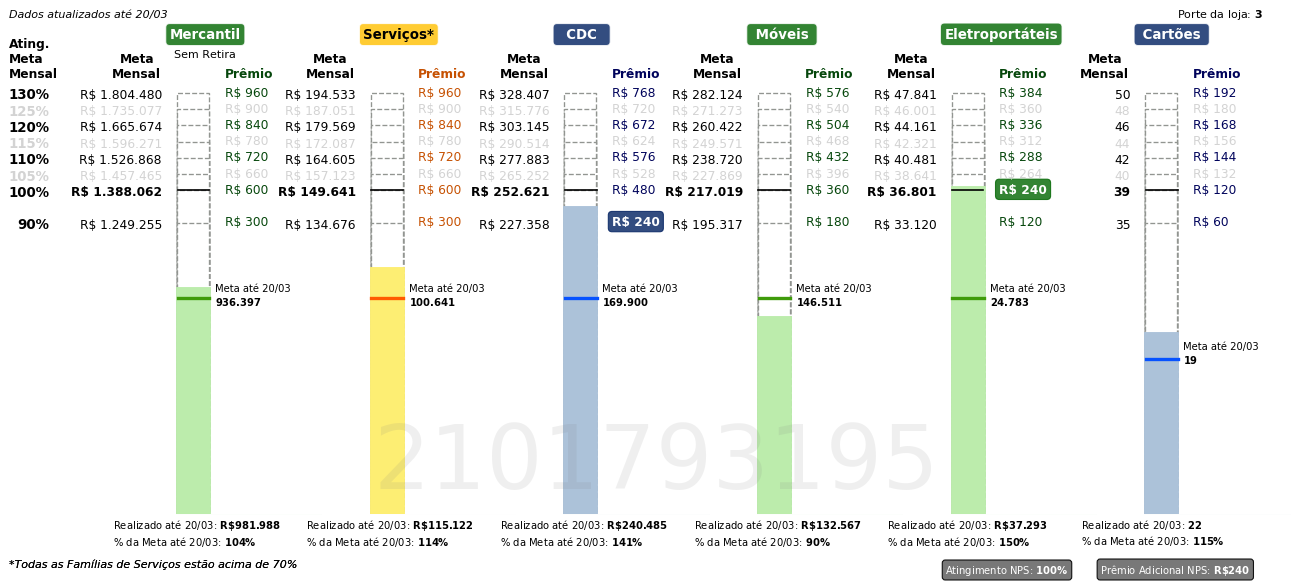 Dados atualizados até 20/03 Porte da loja: 3
Mercantil Serviços* CDC Móveis Eletroportáteis Cartões
Sem Retira
Ating. Meta Mensal Meta Mensal Prêmio Meta Mensal Prêmio Meta Mensal Prêmio Meta Mensal Prêmio Meta Mensal Prêmio Meta Mensal Prêmio
130% R$ 1.804.480 R$ 960 R$ 194.533 R$ 960 R$ 328.407 R$ 768 R$ 282.124 R$ 576 R$ 47.841 R$ 384 50 R$ 192
125% R$ 1.735.077 R$ 900 R$ 187.051 R$ 900 R$ 315.776 R$ 720 R$ 271.273 R$ 540 R$ 46.001 R$ 360 48 R$ 180
120% R$ 1.665.674 R$ 840 R$ 179.569 R$ 840 R$ 303.145 R$ 672 R$ 260.422 R$ 504 R$ 44.161 R$ 336 46 R$ 168
115% R$ 1.596.271 R$ 780 R$ 172.087 R$ 780 R$ 290.514 R$ 624 R$ 249.571 R$ 468 R$ 42.321 R$ 312 44 R$ 156
110% R$ 1.526.868 R$ 720 R$ 164.605 R$ 720 R$ 277.883 R$ 576 R$ 238.720 R$ 432 R$ 40.481 R$ 288 42 R$ 144
105% R$ 1.457.465 R$ 660 R$ 157.123 R$ 660 R$ 265.252 R$ 528 R$ 227.869 R$ 396 R$ 38.641 R$ 264 40 R$ 132
100% R$ 1.388.062 R$ 600 R$ 149.641 R$ 600 R$ 252.621 R$ 480 R$ 217.019 R$ 360 R$ 36.801 R$ 240 39 R$ 120
90% R$ 1.249.255 R$ 300 R$ 134.676 R$ 300 R$ 227.358 R$ 240 R$ 195.317 R$ 180 R$ 33.120 R$ 120 35 R$ 60
Meta até 20/03 Meta até 20/03 Meta até 20/03 Meta até 20/03 Meta até 20/03
936.397 100.641 169.900 146.511 24.783
Meta até 20/03
19
2101793195
Realizado até 20/03: R$981.988 Realizado até 20/03: R$115.122 Realizado até 20/03: R$240.485 Realizado até 20/03: R$132.567 Realizado até 20/03: R$37.293 Realizado até 20/03: 22
% da Meta até 20/03: 104% % da Meta até 20/03: 114% % da Meta até 20/03: 141% % da Meta até 20/03: 90% % da Meta até 20/03: 150% % da Meta até 20/03: 115%
*Todas as Famílias de Serviços estão acima de 70% Atingimento NPS: 100% Prêmio Adicional NPS: R$240